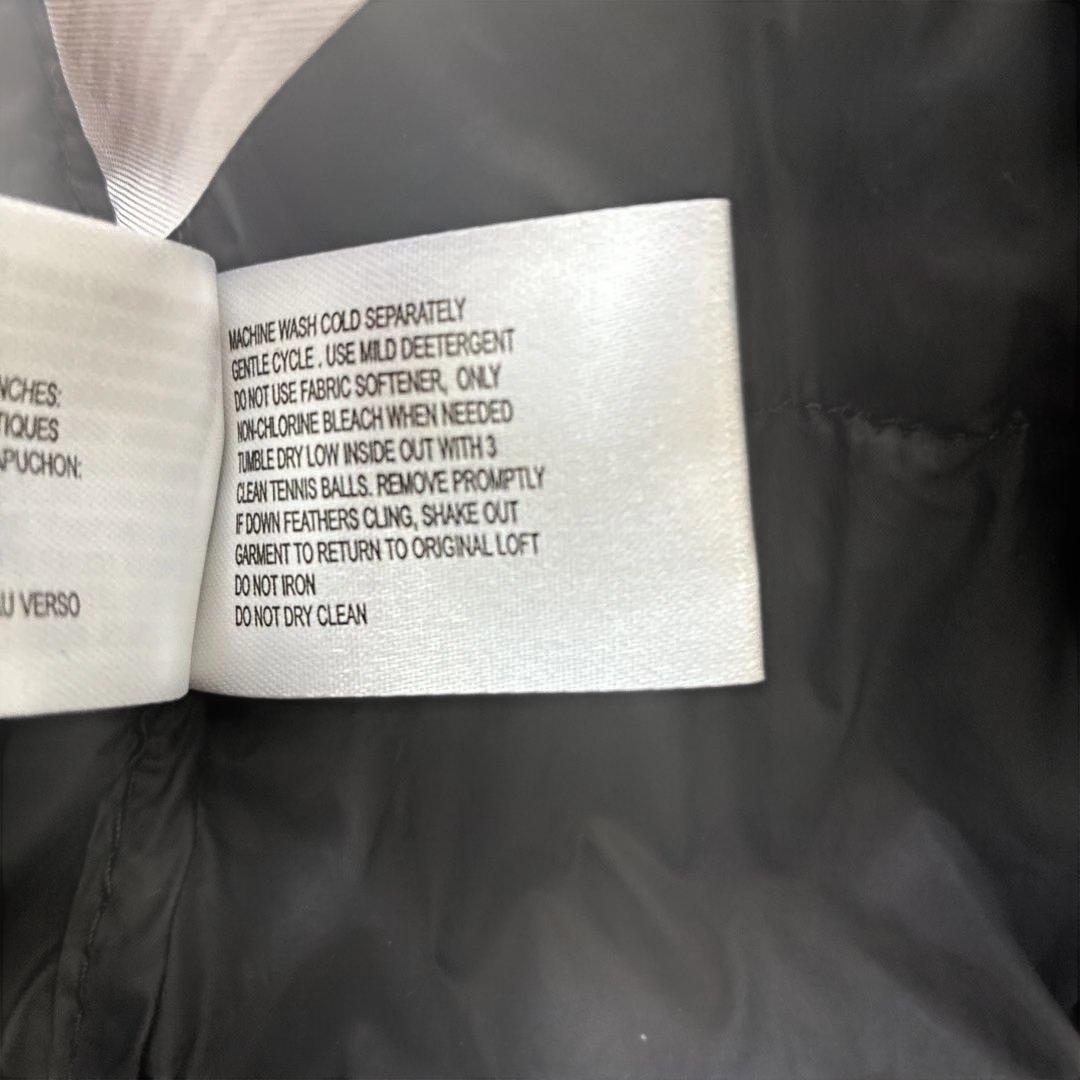 NCHES:
TIQUES
APUCHON:
AU VERSO
MACHINE WASH COLD SEPARATELY
GENTLE CYCLE . USE MILD DEETERGENT
DO NOT USE FABRIC SOFTENER, ONLY
NON-CHLORINE BLEACH WHEN NEEDED
TUMBLE DRY LOW INSIDE OUT WITH 3
CLEAN TENNIS BALLS. REMOVE PROMPTLY
IF DOWN FEATHERS CLING, SHAKE OUT
GARMENT TO RETURN TO ORIGINAL LOFT
DO NOT IRON
DO NOT DRY CLEAN